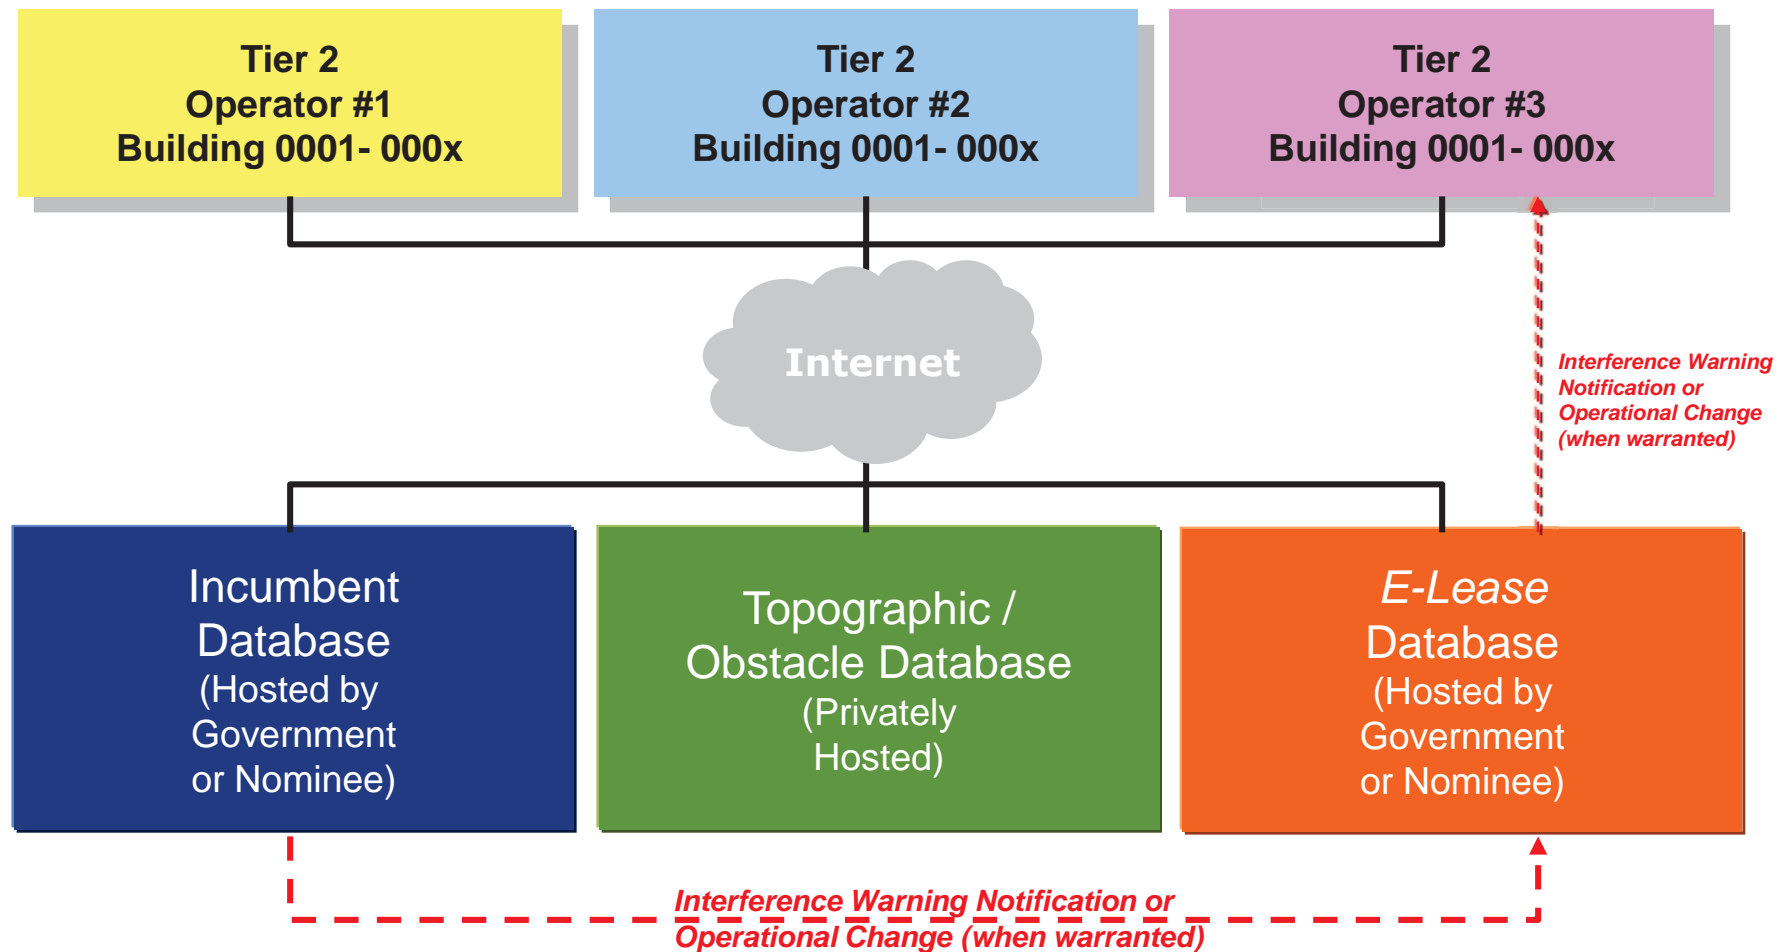 Tier 2
Operator #1
Building 0001- 000x
Tier 2
Operator #2
Building 0001- 000x
Tier 2
Operator #3
Building 0001- 000x
Internet
Interference Warning
Notification or
Operational Change
(when warranted)
Incumbent
Database
(Hosted by
Government
or Nominee)
Topographic /
Obstacle Database
(Privately
Hosted)
E-Lease
Database
(Hosted by
Government
or Nominee)
Interference Warning Notification or
Operational Change (when warranted)